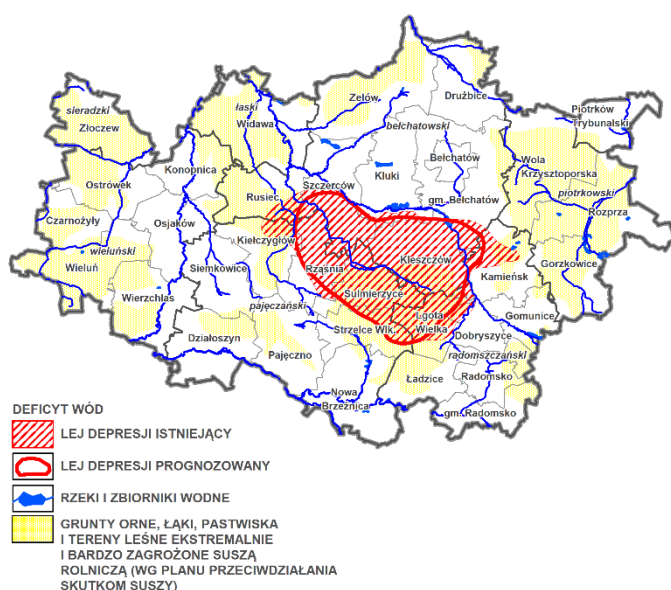 Drużbice
Piotrków
Trybunalski
Zelów
sieradzki
Złoczew
łaski
Widawa
bełchatowski
Bełchatów
Wola
Krzysztoporska
Konopnica
Kluki
Ostrówek
Szczerców
gm. Bełchatów
piotrkowski
Rusiec
Rozprza
Czarnożyły
Osjaków
Kiełczygłów
wieluński
Wieluń
Siemkowice
Rząśnia
Kleszczów
Kamieńsk
Gorzkowice
Wierzchlas
Sulmierzyce
pajęczański
Lgota
Wielka
Gomunice
Działoszyn
Strzelce Wlk.
Dobryszyce
Pajęczno
radomszczański
Ładzice
Radomsko
Nowa
Brzeźnica
gm. Radomsko
DEFICYT WÓD
LEJ DEPRESJI ISTNIEJĄCY
LEJ DEPRESJI PROGNOZOWANY
RZEKI I ZBIORNIKI WODNE
GRUNTY ORNE, ŁĄKI, PASTWISKA
I TERENY LEŚNE EKSTREMALNIE
I BARDZO ZAGROŻONE SUSZĄ
ROLNICZĄ (WG PLANU PRZECIWDZIAŁANIA
SKUTKOM SUSZY)